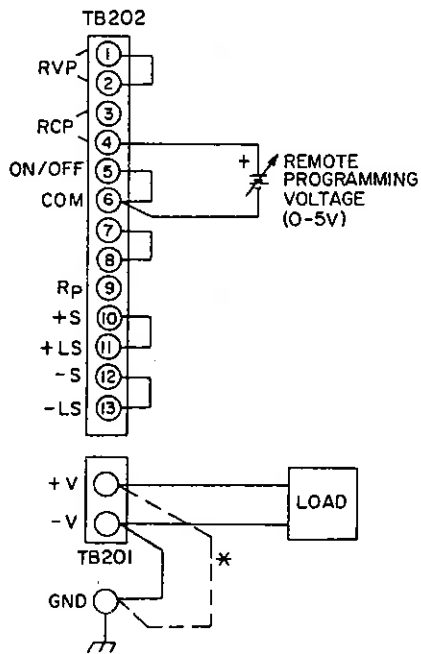 TB202
RVP
1
2
RCP
3
4
ON/OFF
5
COM
6
7
8
RP
9
+S
10
+LS
11
-S
12
-LS
13
+
REMOTE
PROGRAMMING
VOLTAGE
(0-5V)
+V
-V
TB201
LOAD
*
GND